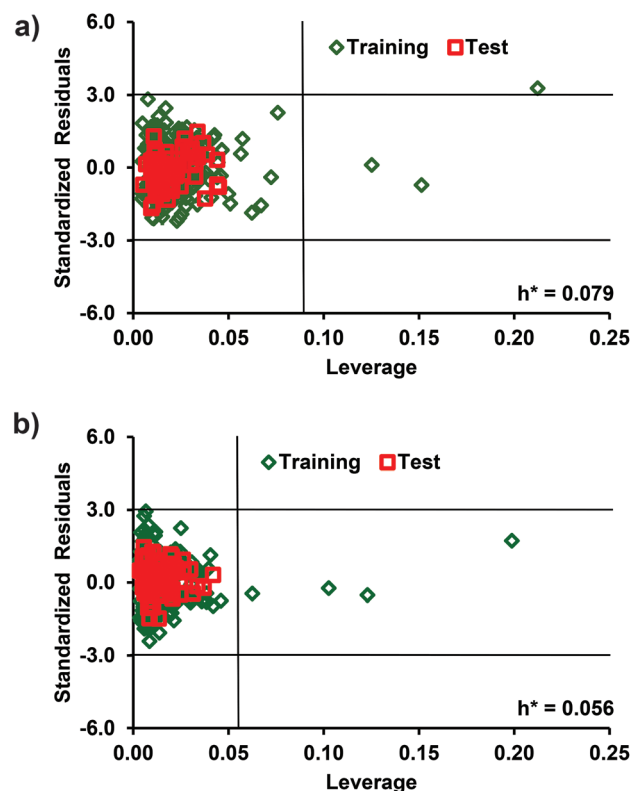 a)
6.0
Training Test
3.0
0.0
-3.0
-6.0
Standardized Residuals
h* = 0.079
0.00 0.05 0.10 0.15 0.20 0.25
Leverage
b)
6.0
Training Test
3.0
0.0
-3.0
-6.0
Standardized Residuals
h* = 0.056
0.00 0.05 0.10 0.15 0.20 0.25
Leverage